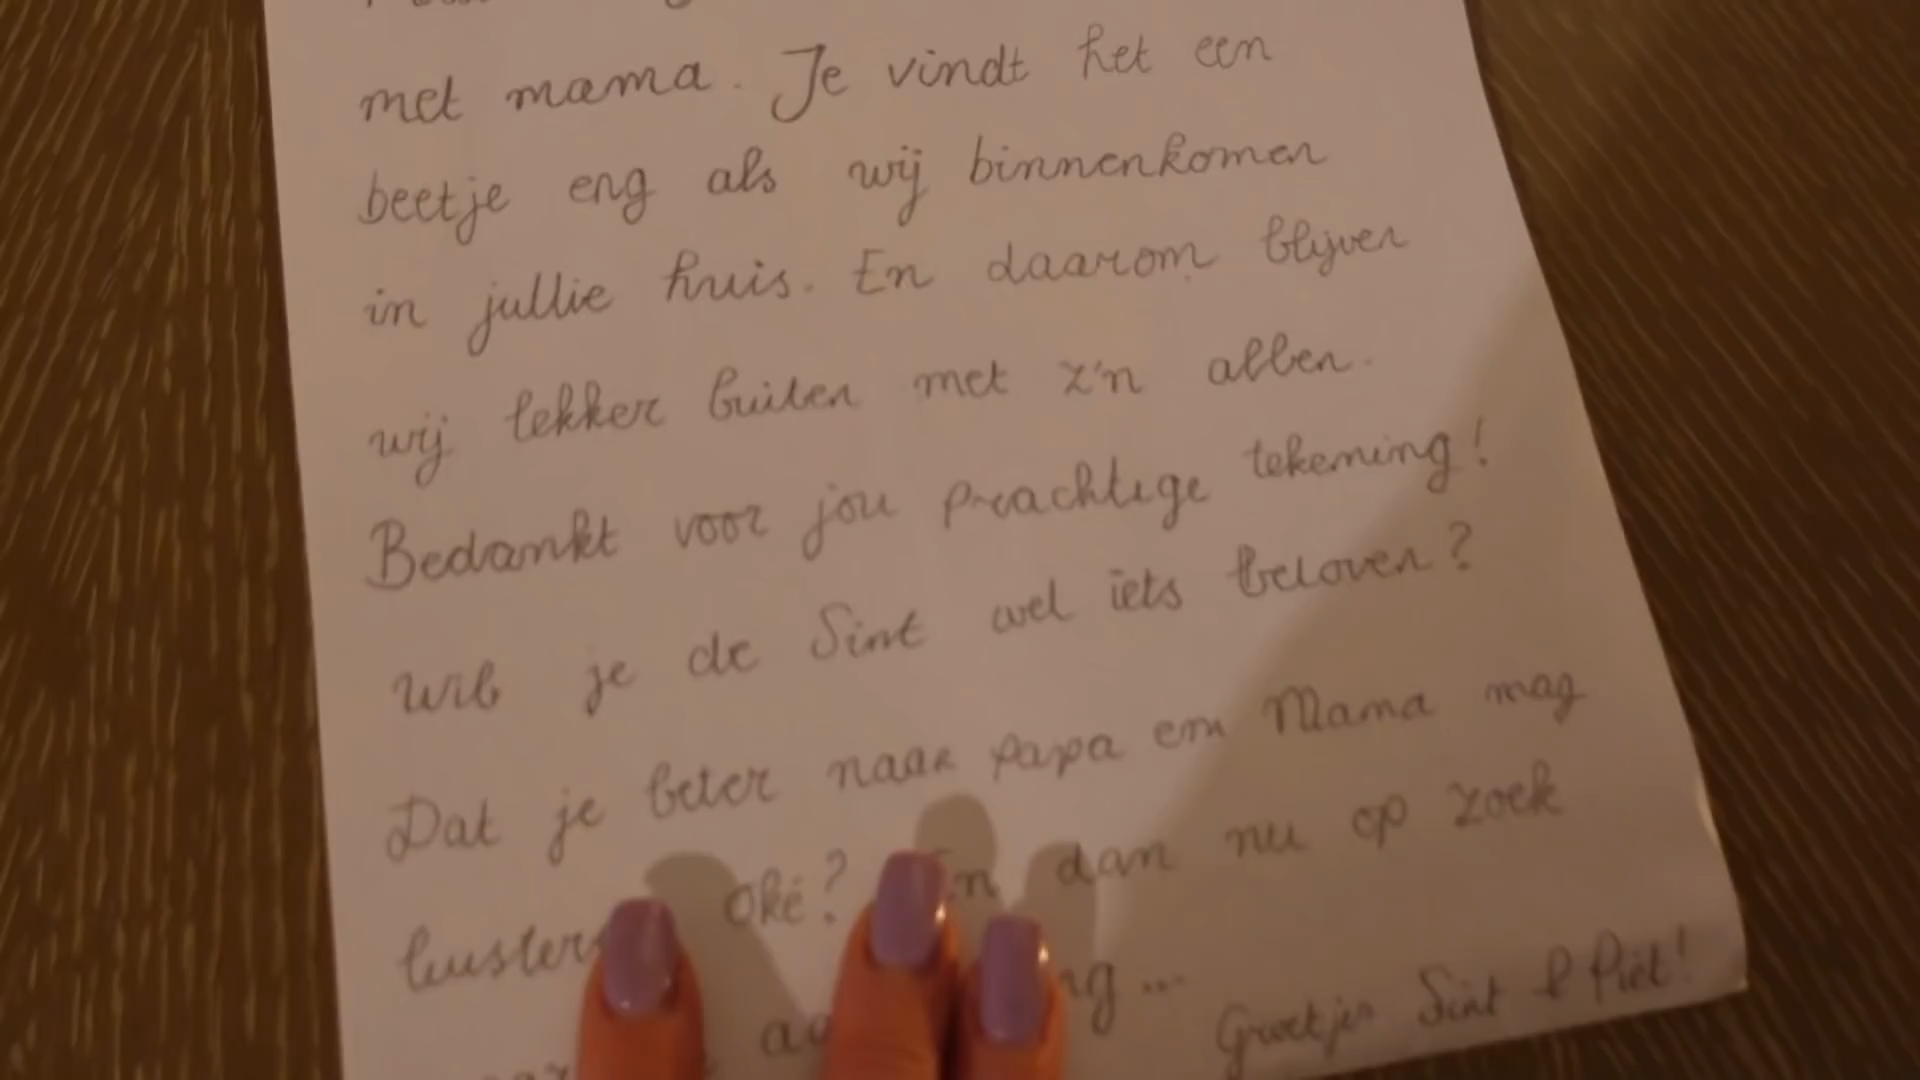 met mama. Je vindt het een
beetje eng als wij binnenkomen
in jullie huis. En daarom blijven
wij lekker buiten met z'n allen.
Bedankt voor jou prachtige tekening!
Wil je de Sint wel iets beloven?
Dat je beter naar Papa en Mama mag
oké? En dan nu op zoek
Groetjes Sint & Piet!